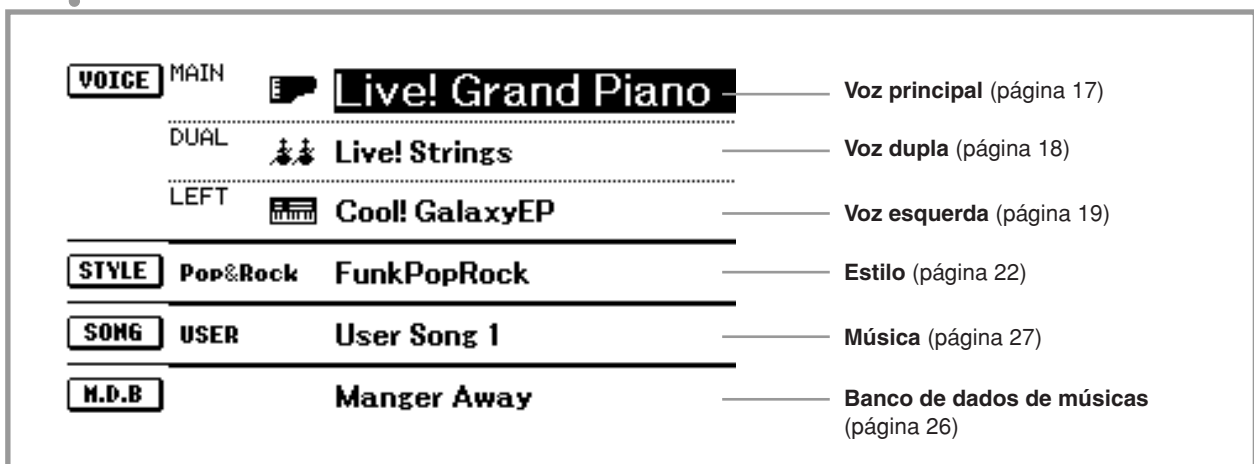 VOICE MAIN Live! Grand Piano Voz principal (página 17)
DUAL Live! Strings Voz dupla (página 18)
LEFT Cool! GalaxyEP Voz esquerda (página 19)
STYLE Pop&Rock FunkPopRock Estilo (página 22)
SONG USER User Song 1 Música (página 27)
M.D.B Manger Away Banco de dados de músicas
(página 26)